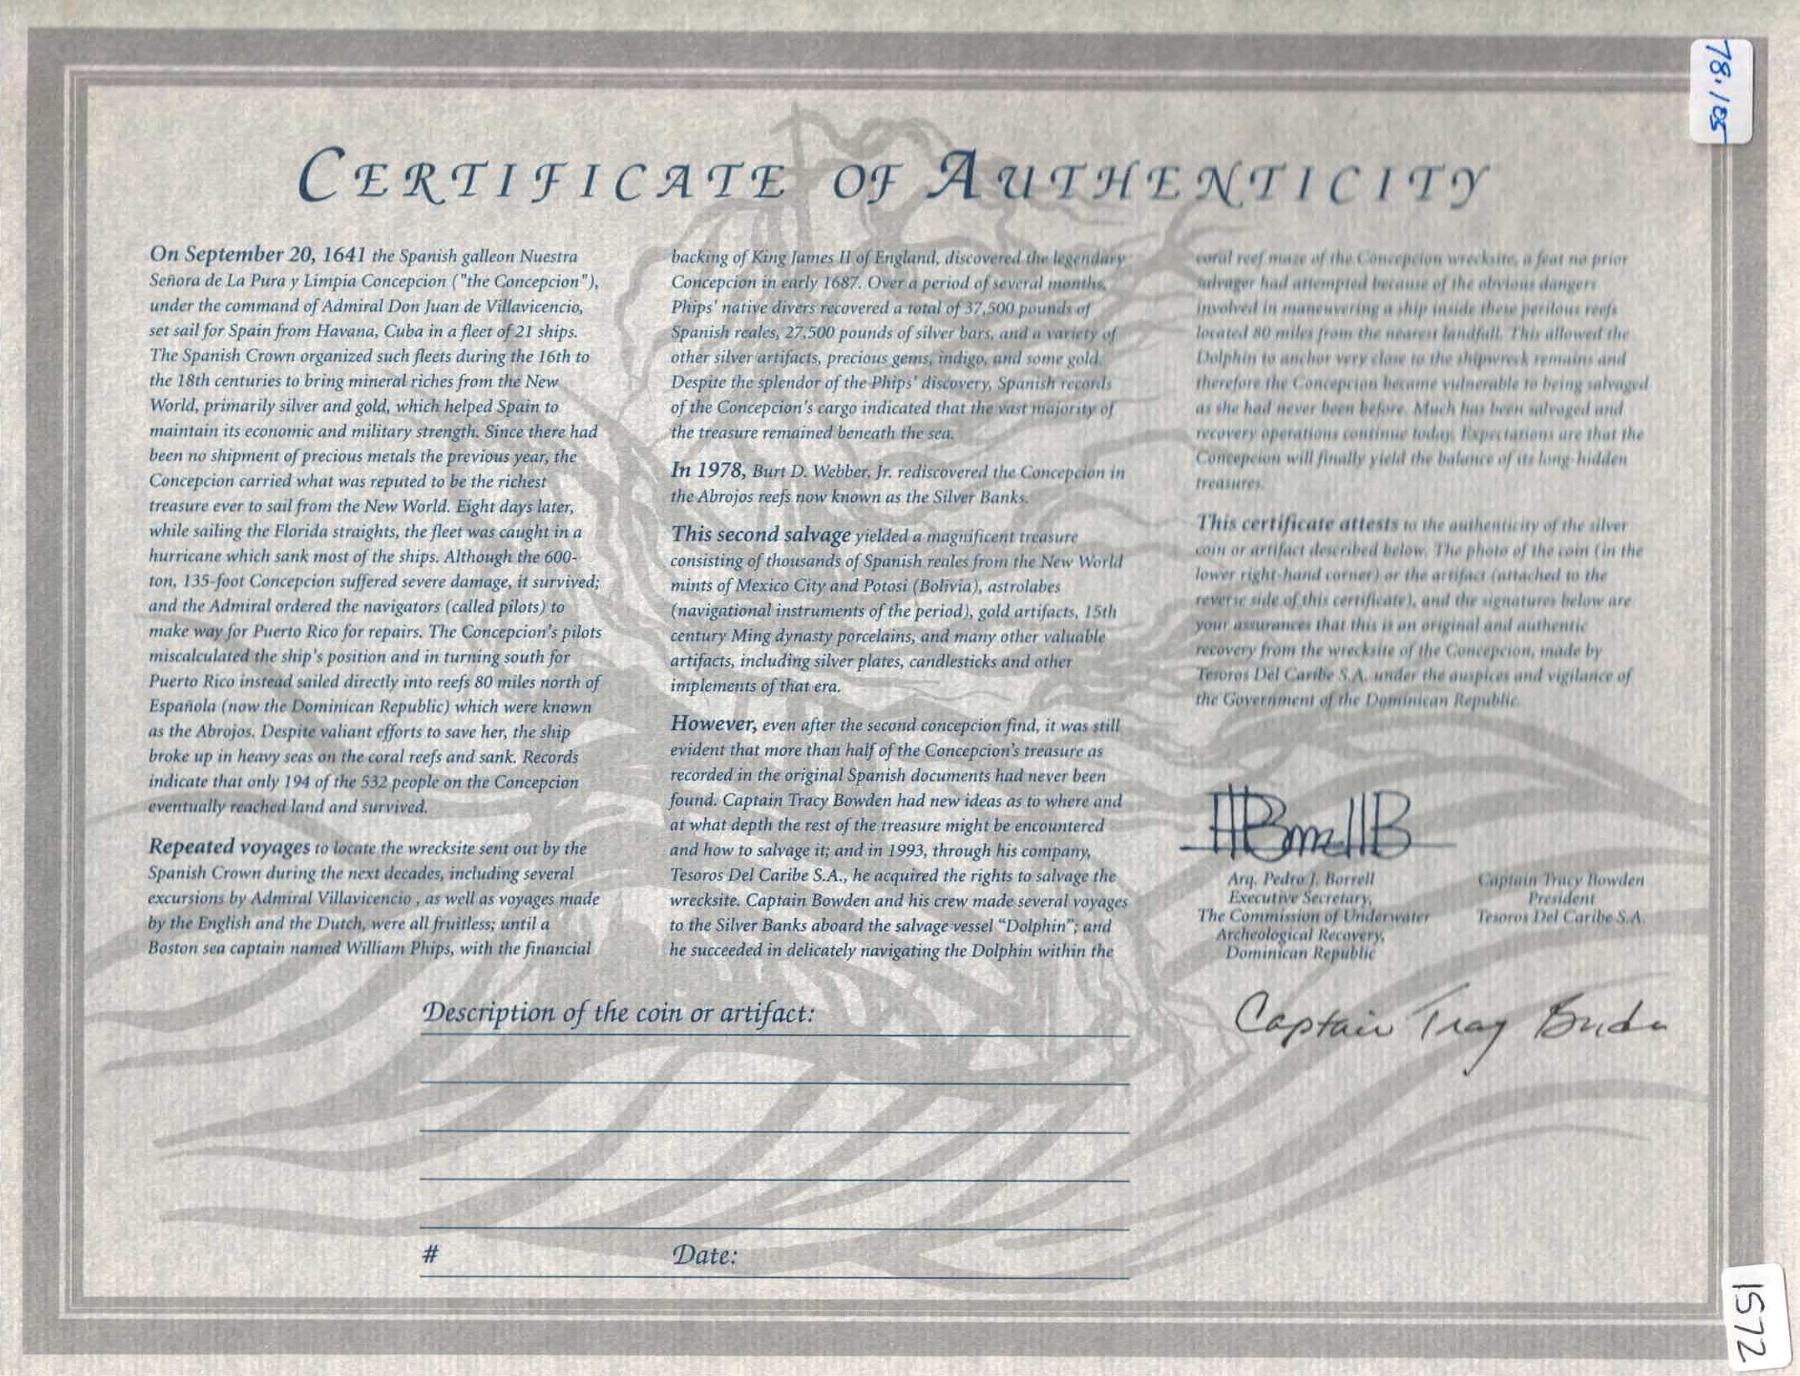 78.185
CERTIFICATE OF AUTHENTICITY
On September 20, 1641 the Spanish galleon Nuestra
Señora de La Pura y Limpia Concepcion ("the Concepcion"),
under the command of Admiral Don Juan de Villavicencio,
set sail for Spain from Havana, Cuba in a fleet of 21 ships.
The Spanish Crown organized such fleets during the 16th to
the 18th centuries to bring mineral riches from the New
World, primarily silver and gold, which helped Spain to
maintain its economic and military strength. Since there had
been no shipment of precious metals the previous year, the
Concepcion carried what was reputed to be the richest
treasure ever to sail from the New World. Eight days later,
while sailing the Florida straights, the fleet was caught in a
hurricane which sank most of the ships. Although the 600-
ton, 135-foot Concepcion suffered severe damage, it survived;
and the Admiral ordered the navigators (called pilots) to
make way for Puerto Rico for repairs. The Concepcion's pilots
miscalculated the ship's position and in turning south for
Puerto Rico instead sailed directly into reefs 80 miles north of
Española (now the Dominican Republic) which were known
as the Abrojos. Despite valiant efforts to save her, the ship
broke up in heavy seas on the coral reefs and sank. Records
indicate that only 194 of the 532 people on the Concepcion
eventually reached land and survived.
Repeated voyages to locate the wrecksite sent out by the
Spanish Crown during the next decades, including several
excursions by Admiral Villavicencio , as well as voyages made
by the English and the Dutch, were all fruitless; until a
Boston sea captain named William Phips, with the financial
backing of King James II of England, discovered the legendary
Concepcion in early 1687. Over a period of several months,
Phips' native divers recovered a total of 37,500 pounds of
Spanish reales, 27,500 pounds of silver bars, and a variety of
other silver artifacts, precious gems, indigo, and some gold.
Despite the splendor of the Phips' discovery, Spanish records
of the Concepcion's cargo indicated that the vast majority of
the treasure remained beneath the sea.
In 1978, Burt D. Webber, Jr. rediscovered the Concepcion in
the Abrojos reefs now known as the Silver Banks.
This second salvage yielded a magnificent treasure
consisting of thousands of Spanish reales from the New World
mints of Mexico City and Potosi (Bolivia), astrolabes
(navigational instruments of the period), gold artifacts, 15th
century Ming dynasty porcelains, and many other valuable
artifacts, including silver plates, candlesticks and other
implements of that era.
However, even after the second concepcion find, it was still
evident that more than half of the Concepcion's treasure as
recorded in the original Spanish documents had never been
found. Captain Tracy Bowden had new ideas as to where and
at what depth the rest of the treasure might be encountered
and how to salvage it; and in 1993, through his company,
Tesoros Del Caribe S.A., he acquired the rights to salvage the
wrecksite. Captain Bowden and his crew made several voyages
to the Silver Banks aboard the salvage vessel “Dolphin”; and
he succeeded in delicately navigating the Dolphin within the
coral reef maze of the Concepcion wrecksite, a feat no prior
salvager had attempted because of the obvious dangers
involved in maneuvering a ship inside these perilous reefs
located 80 miles from the nearest landfall. This allowed the
Dolphin to anchor very close to the shipwreck remains and
therefore the Concepcion became vulnerable to being salvaged
as she had never been before. Much has been salvaged and
recovery operations continue today. Expectations are that the
Concepcion will finally yield the balance of its long-hidden
treasures.
This certificate attests to the authenticity of the silver
coin or artifact described below. The photo of the coin (in the
lower right-hand corner) or the artifact (attached to the
reverse side of this certificate), and the signatures below are
your assurances that this is an original and authentic
recovery from the wrecksite of the Concepcion, made by
Tesoros Del Caribe S.A. under the auspices and vigilance of
the Government of the Dominican Republic.
Arq. Pedro J. Borrell
Executive Secretary,
The Commission of Underwater
Archeological Recovery,
Dominican Republic
Captain Tracy Bowden
President
Tesoros Del Caribe S.A.
Captain Tracy Bowden
Description of the coin or artifact:
# Date:
1572